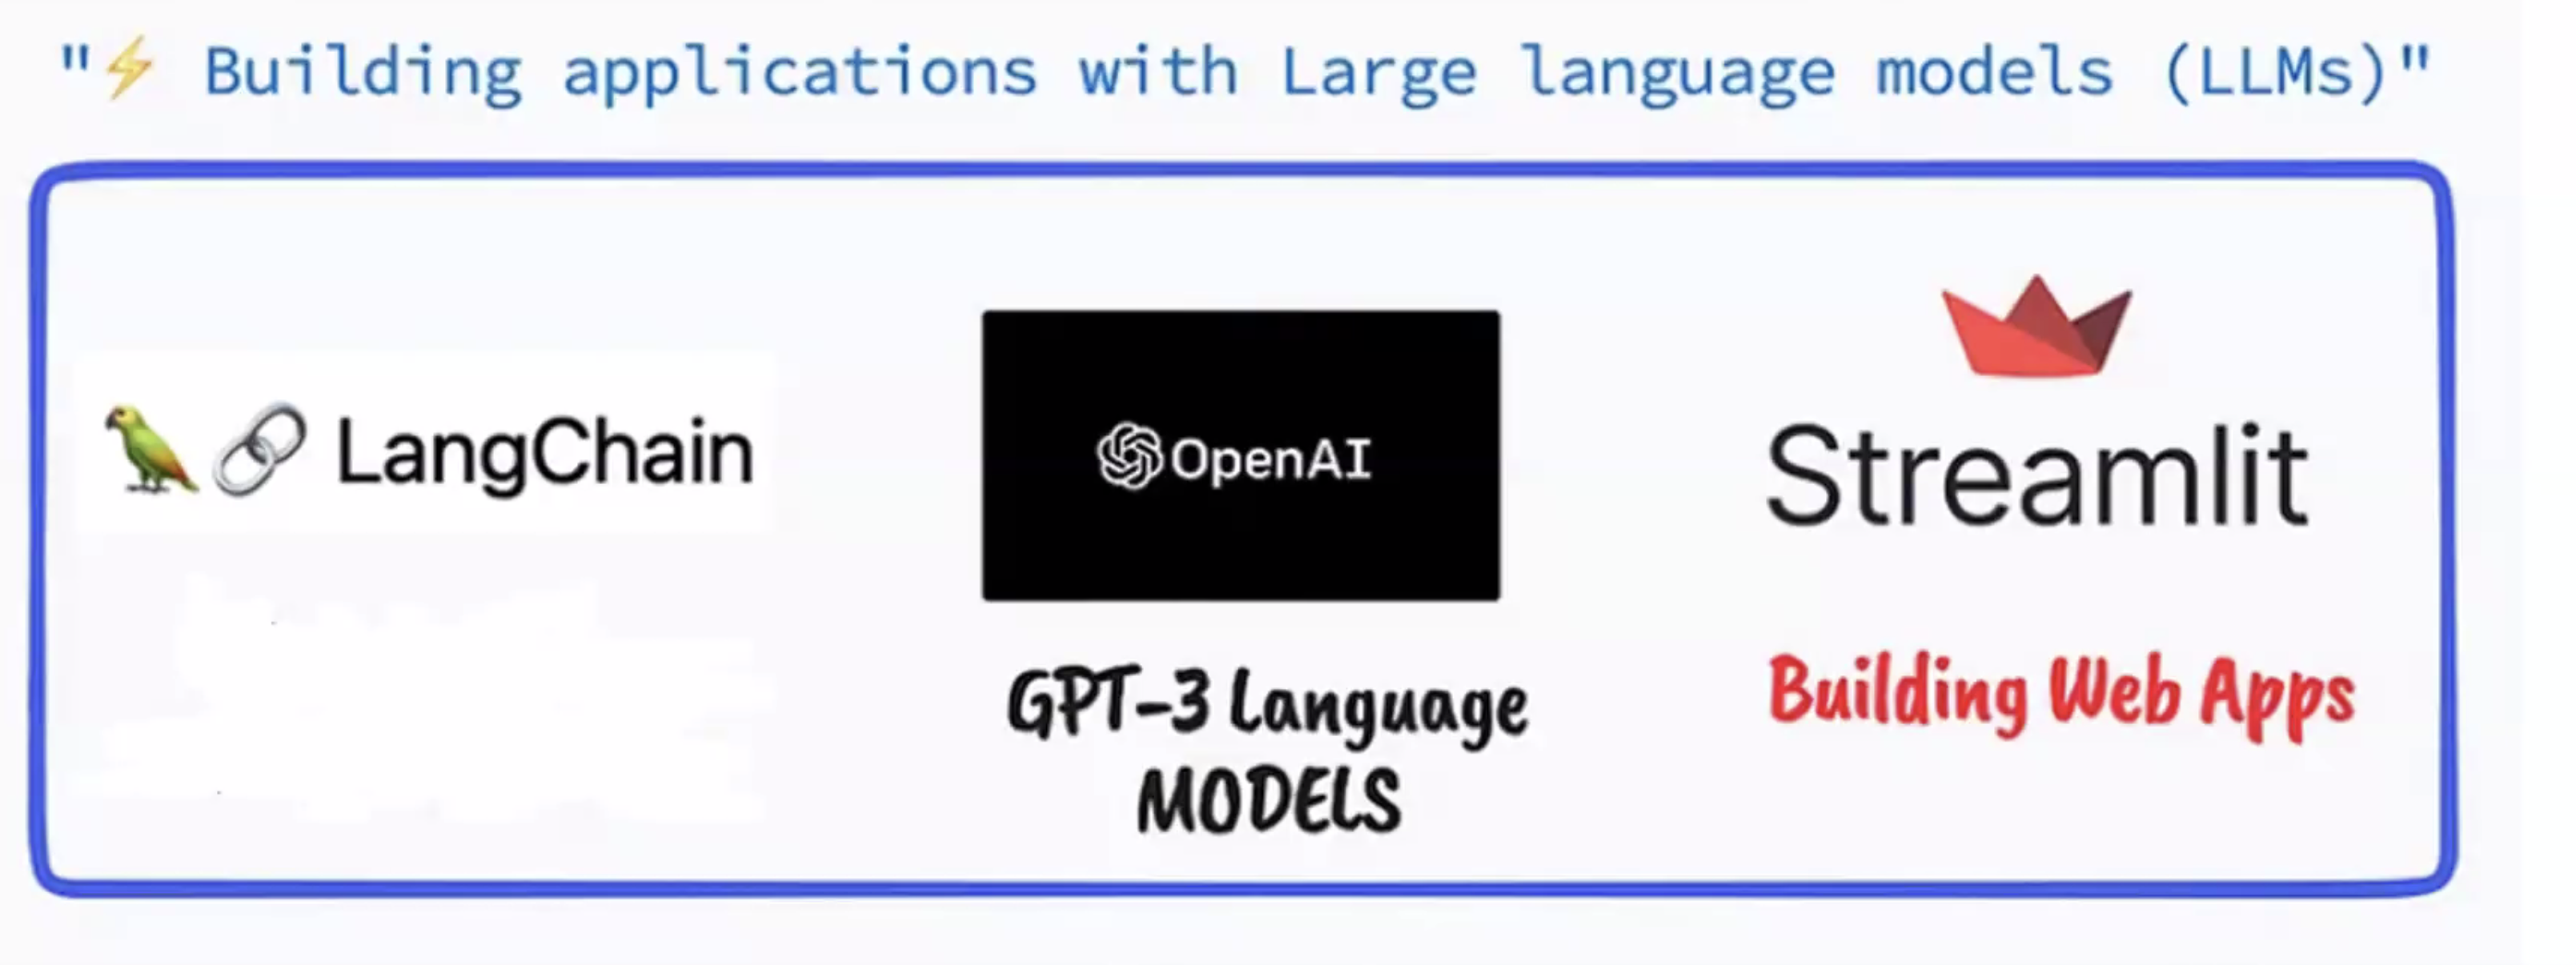 "⚡ Building applications with Large language models (LLMs)"
🦜🔗 LangChain
OpenAI
Streamlit
GPT-3 Language
MODELS
Building Web Apps